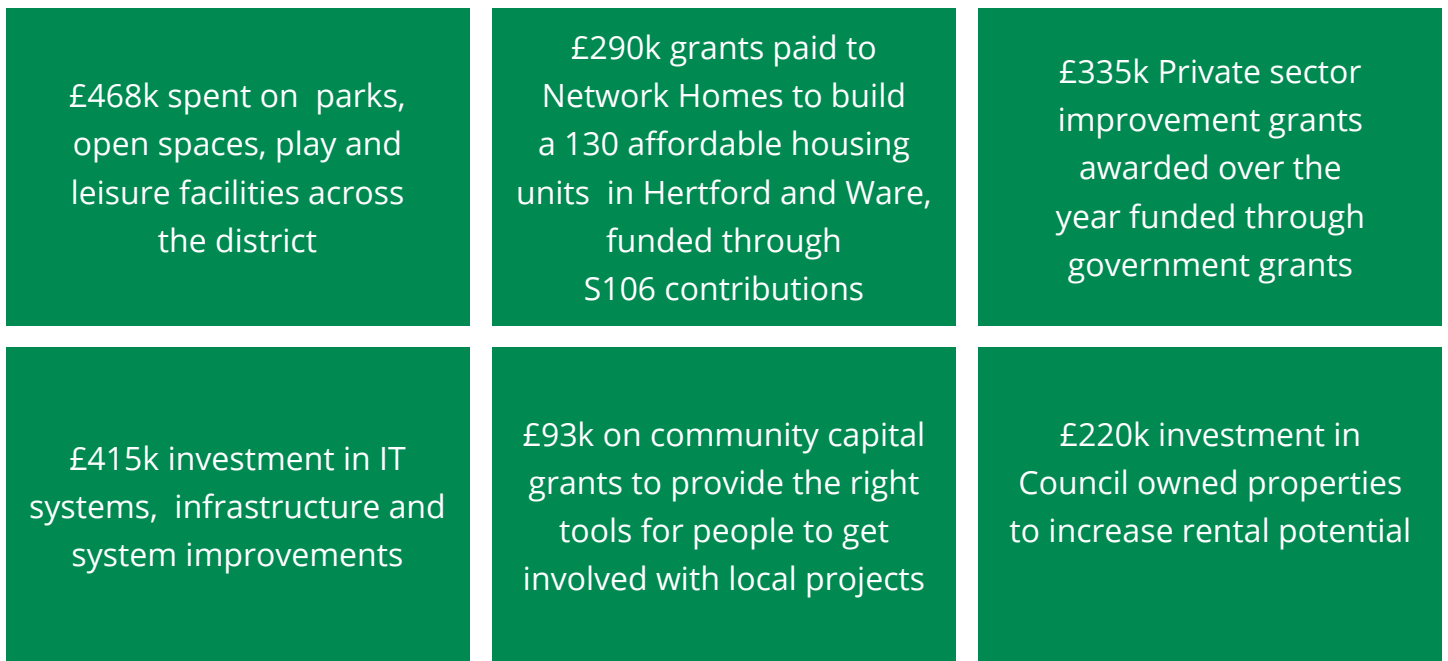 £468k spent on  parks,
open spaces, play and
leisure facilities across
the district
£290k grants paid to
Network Homes to build
a 130 affordable housing
units  in Hertford and Ware,
funded through
S106 contributions
£335k Private sector
improvement grants
awarded over the
year funded through
government grants
£415k investment in IT
systems,  infrastructure and
system improvements
£93k on community capital
grants to provide the right
tools for people to get
involved with local projects
£220k investment in
Council owned properties
to increase rental potential